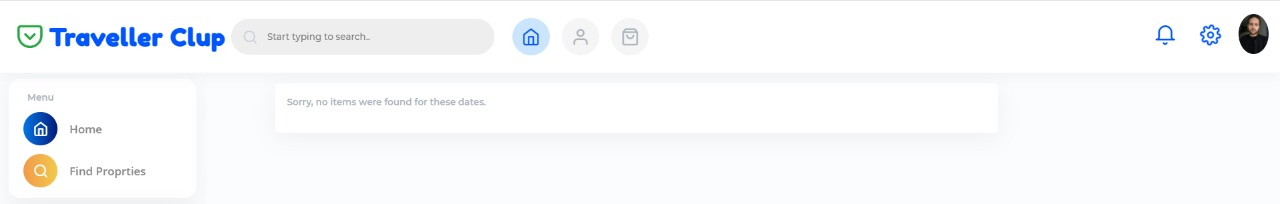 Traveller Clup
Start typing to search..
Menu
Home
Find Proprties
Sorry, no items were found for these dates.